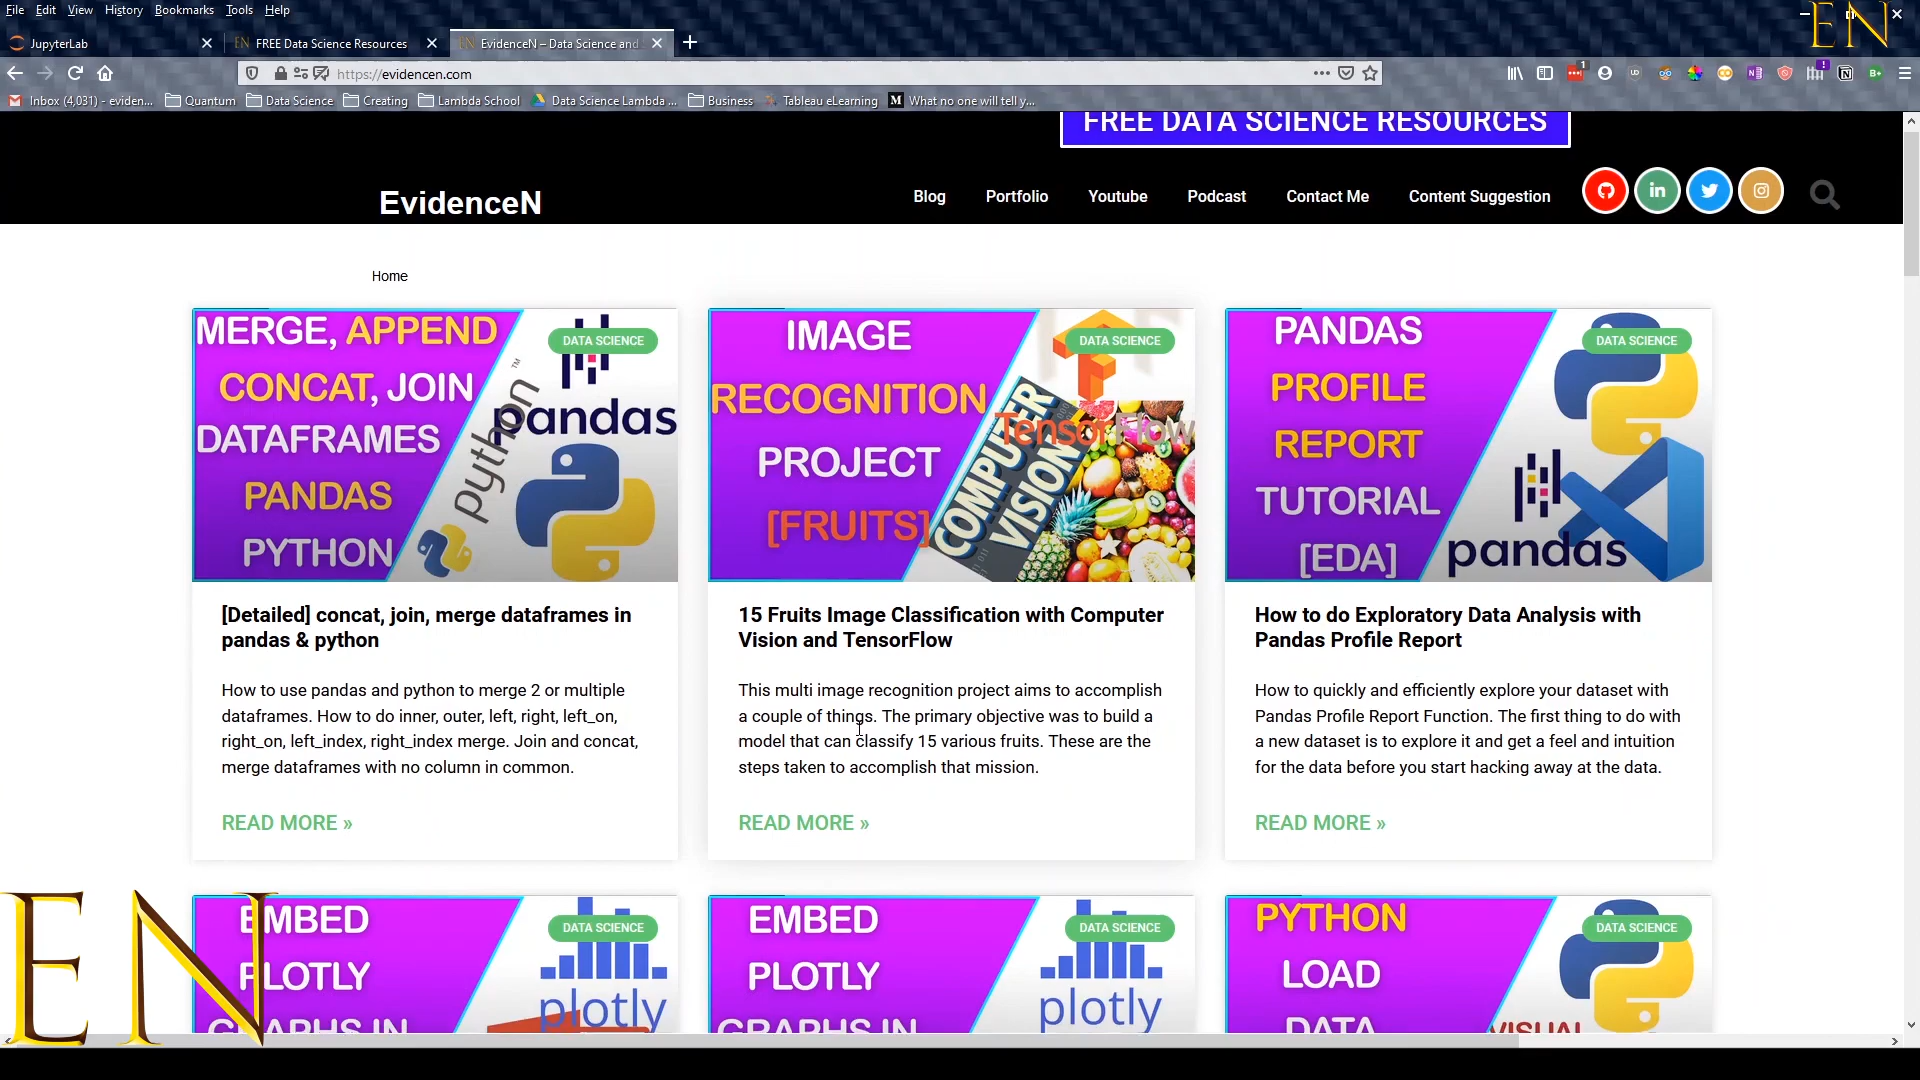 File Edit View History Bookmarks Tools Help
EN
JupyterLab
EN FREE Data Science Resources
EN EvidenceN – Data Science and
https://evidencen.com
Inbox (4,031) - eviden... Quantum Data Science Creating Lambda School Data Science Lambda ... Business Tableau eLearning What no one will tell y...
FREE DATA SCIENCE RESOURCES
EvidenceN
Blog Portfolio Youtube Podcast Contact Me Content Suggestion
Home
MERGE, APPEND
CONCAT, JOIN
DATAFRAMES
PANDAS
PYTHON
DATA SCIENCE
pandas
python
[Detailed] concat, join, merge dataframes in
pandas & python
How to use pandas and python to merge 2 or multiple
dataframes. How to do inner, outer, left, right, left_on,
right_on, left_index, right_index merge. Join and concat,
merge dataframes with no column in common.
READ MORE »
IMAGE
RECOGNITION
PROJECT
[FRUITS]
DATA SCIENCE
TensorFlow
COMPUTER
VISION
15 Fruits Image Classification with Computer
Vision and TensorFlow
This multi image recognition project aims to accomplish
a couple of things. The primary objective was to build a
model that can classify 15 various fruits. These are the
steps taken to accomplish that mission.
READ MORE »
PANDAS
PROFILE
REPORT
TUTORIAL
[EDA]
DATA SCIENCE
pandas
How to do Exploratory Data Analysis with
Pandas Profile Report
How to quickly and efficiently explore your dataset with
Pandas Profile Report Function. The first thing to do with
a new dataset is to explore it and get a feel and intuition
for the data before you start hacking away at the data.
READ MORE »
EMBED
PLOTLY
GRAPHS IN
DATA SCIENCE
plotly
EMBED
PLOTLY
GRAPHS IN
DATA SCIENCE
plotly
PYTHON
LOAD
DATA
DATA SCIENCE
VISUAL
EN